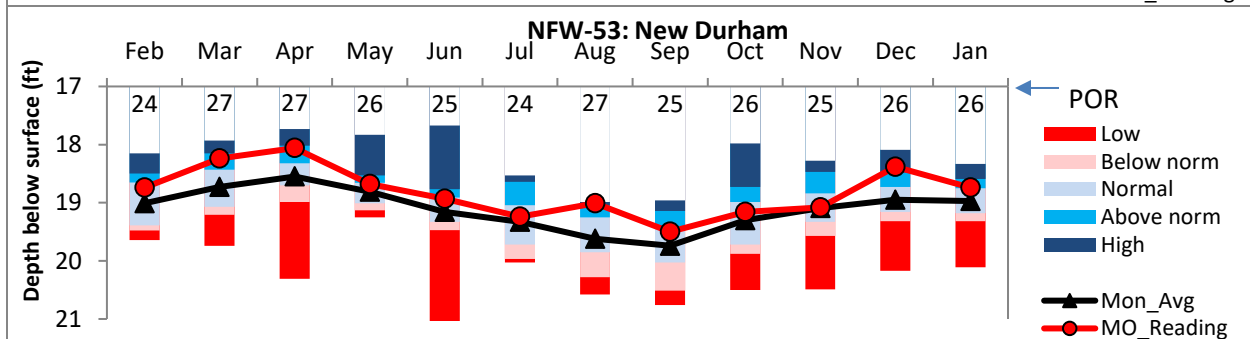 NFW-53: New Durham
Feb Mar Apr May Jun Jul Aug Sep Oct Nov Dec Jan
Depth below surface (ft)
17
18
19
20
21
24 27 27 26 25 24 27 25 26 25 26 26
POR
Low
Below norm
Normal
Above norm
High
Mon_Avg
MO_Reading